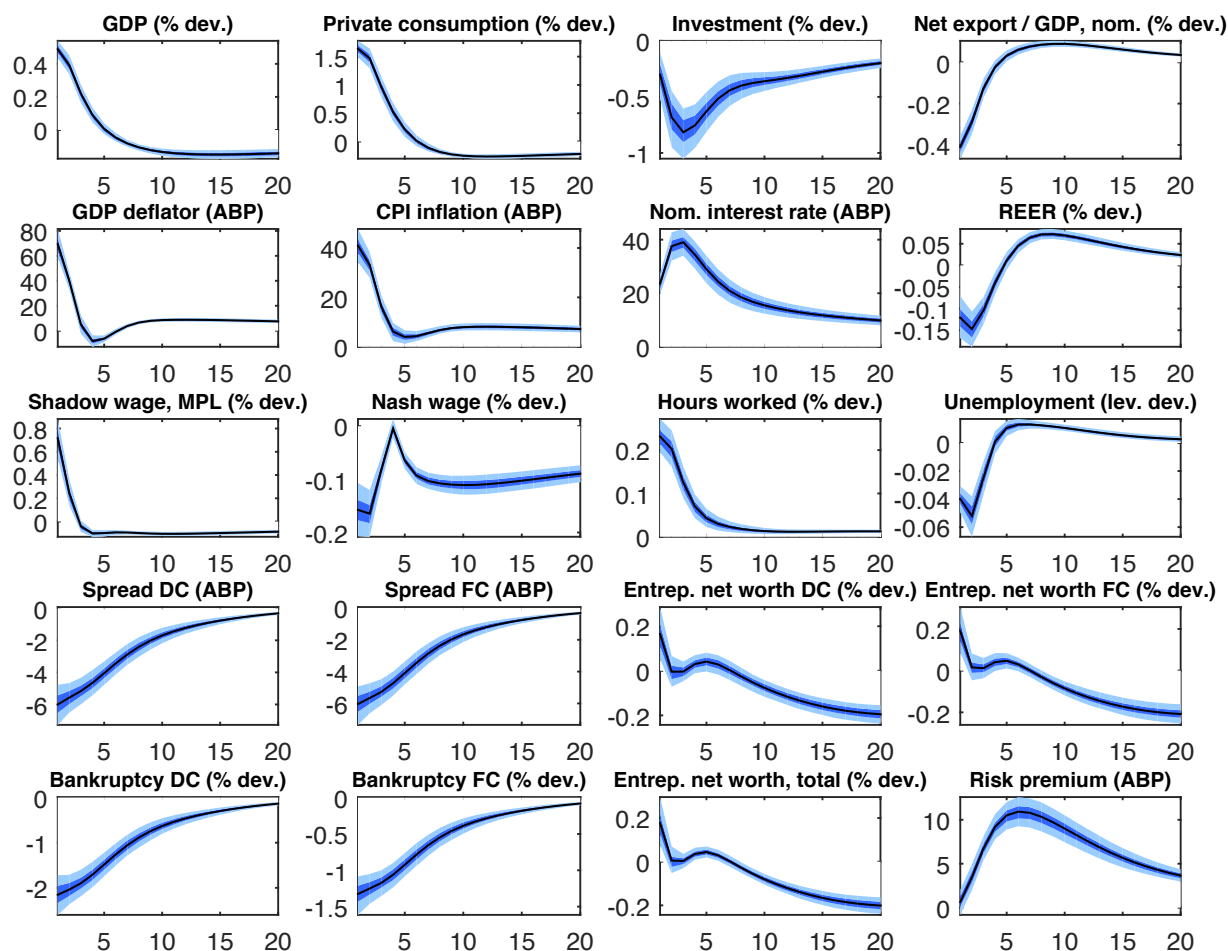 GDP (% dev.)
0.4
0.2
0
5 10 15 20
Private consumption (% dev.)
1.5
1
0.5
0
5 10 15 20
Investment (% dev.)
0
-0.5
-1
5 10 15 20
Net export / GDP, nom. (% dev.)
0
-0.2
-0.4
5 10 15 20
GDP deflator (ABP)
80
60
40
20
0
5 10 15 20
CPI inflation (ABP)
40
20
0
5 10 15 20
Nom. interest rate (ABP)
40
20
0
5 10 15 20
REER (% dev.)
0.05
0
-0.05
-0.1
-0.15
5 10 15 20
Shadow wage, MPL (% dev.)
0.8
0.6
0.4
0.2
0
5 10 15 20
Nash wage (% dev.)
0
-0.1
-0.2
5 10 15 20
Hours worked (% dev.)
0.2
0.1
0
5 10 15 20
Unemployment (lev. dev.)
0
-0.02
-0.04
-0.06
5 10 15 20
Spread DC (ABP)
0
-2
-4
-6
5 10 15 20
Spread FC (ABP)
0
-2
-4
-6
5 10 15 20
Entrep. net worth DC (% dev.)
0.2
0
-0.2
5 10 15 20
Entrep. net worth FC (% dev.)
0.2
0
-0.2
5 10 15 20
Bankruptcy DC (% dev.)
0
-1
-2
5 10 15 20
Bankruptcy FC (% dev.)
0
-0.5
-1
-1.5
5 10 15 20
Entrep. net worth, total (% dev.)
0.2
0
-0.2
5 10 15 20
Risk premium (ABP)
10
5
0
5 10 15 20